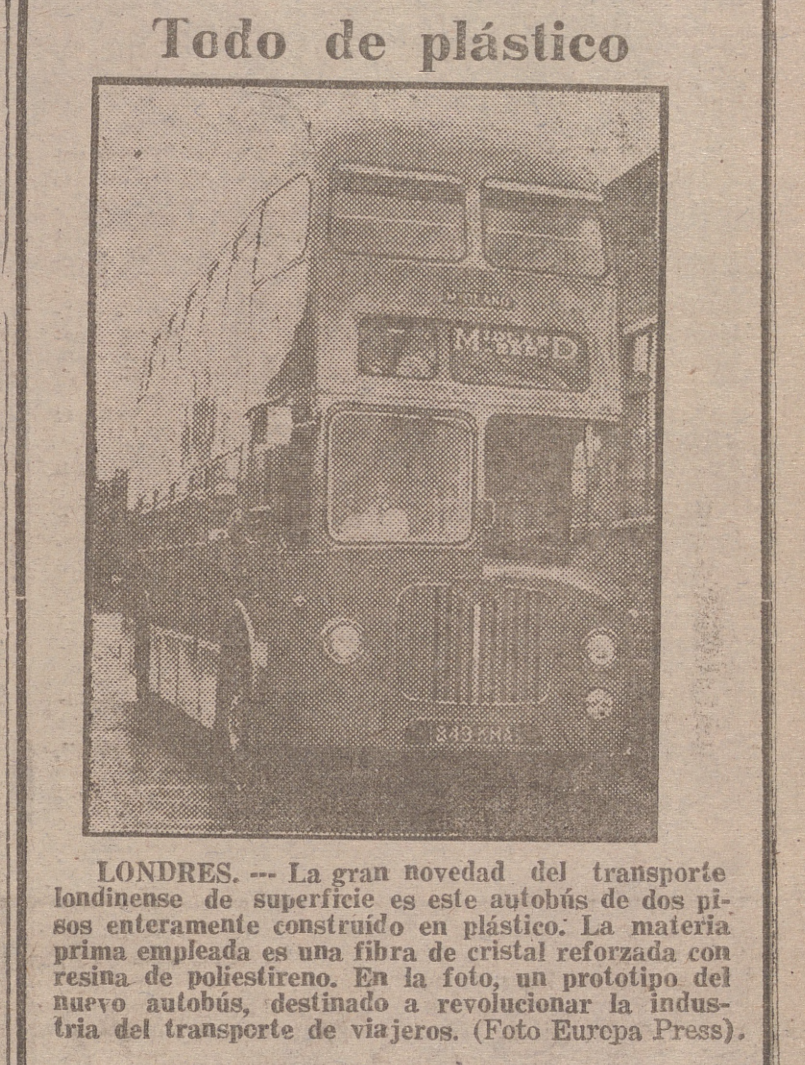 Todo de plástico
MIDLAND
MIDLAND
RED
LONDRES. --- La gran novedad del transporte
londinense de superficie es este autobús de dos pi-
sos enteramente construído en plástico. La materia
prima empleada es una fibra de cristal reforzada con
resina de poliestireno. En la foto, un prototipo del
nuevo autobús, destinado a revolucionar la indus-
tria del transporte de viajeros. (Foto Europa Press).